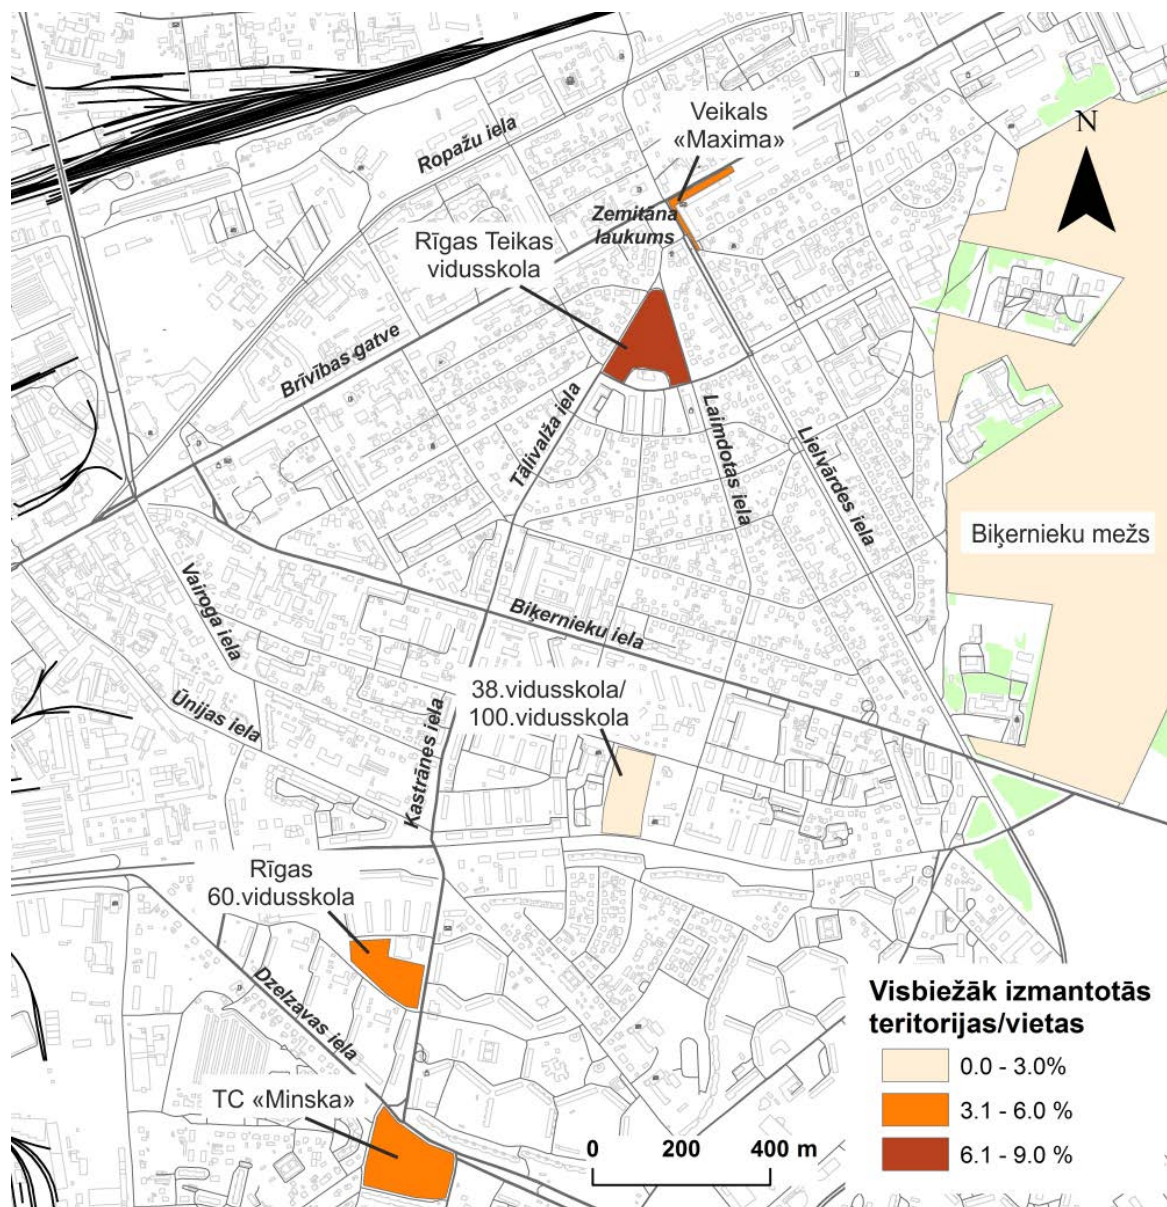 Veikals
«Maxima»
N
Ropažu iela
Zemitāna
laukums
Rīgas Teikas
vidusskola
Brīvības gatve
Tālivalža iela
Laimdotas iela
Lielvārdes iela
Biķernieku mežs
Vairoga iela
Biķernieku iela
Ūnijas iela
38.vidusskola/
100.vidusskola
Kastrānes iela
Rīgas
60.vidusskola
Dzelzavas iela
TC «Minska»
Visbiežāk izmantotās
teritorijas/vietas
0.0 - 3.0%
3.1 - 6.0 %
6.1 - 9.0 %
0 200 400 m